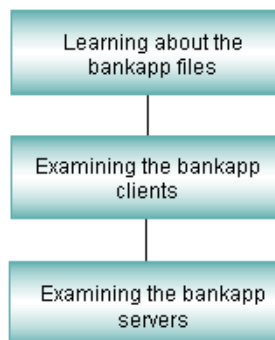 Learning about the
bankapp files
Examining the bankapp
clients
Examining the bankapp
servers